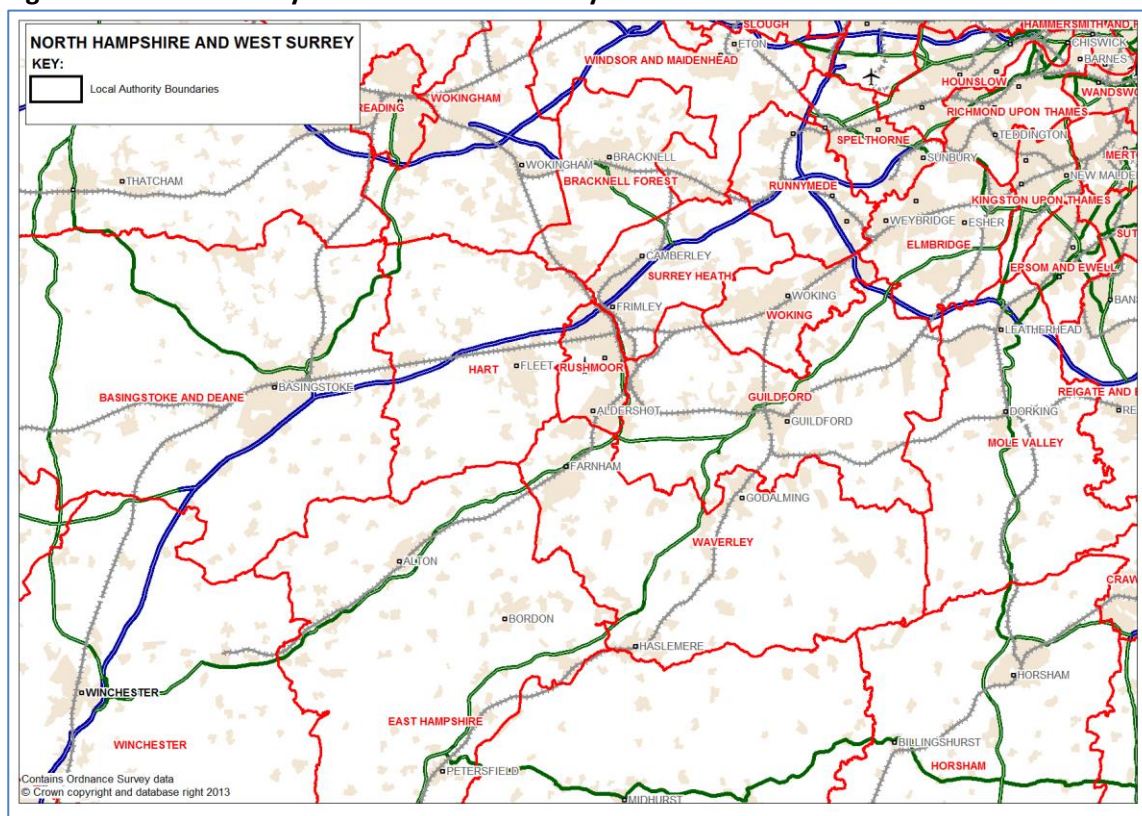 NORTH HAMPSHIRE AND WEST SURREY
KEY:
Local Authority Boundaries
SLOUGH
HAMMERSMITH AND
ETON
CHISWICK
BARNES
WINDSOR AND MAIDENHEAD
HOUNSLOW
WANDSWO
READING
WOKINGHAM
RICHMOND UPON THAMES
TEDDINGTON
SPELTHORNE
SUNBURY
MERT
WOKINGHAM
BRACKNELL
THATCHAM
BRACKNELL FOREST
RUNNYMEDE
NEW MALDE
KINGSTON UPON THAMES
WEYBRIDGE
ESHER
SUT
ELMBRIDGE
CAMBERLEY
SURREY HEATH
EPSOM AND EWELL
WOKING
BANS
FRIMLEY
WOKING
LEATHERHEAD
FLEET
HART
RUSHMOOR
BASINGSTOKE
BASINGSTOKE AND DEANE
GUILDFORD
REIGATE AND
ALDERSHOT
GUILDFORD
DORKING
RE
MOLE VALLEY
FARNHAM
GODALMING
WAVERLEY
ALTON
CRAW
BORDON
HASLEMERE
HORSHAM
WINCHESTER
EAST HAMPSHIRE
WINCHESTER
BILLINGSHURST
HORSHAM
PETERSFIELD
MIDHURST
Contains Ordnance Survey data
© Crown copyright and database right 2013